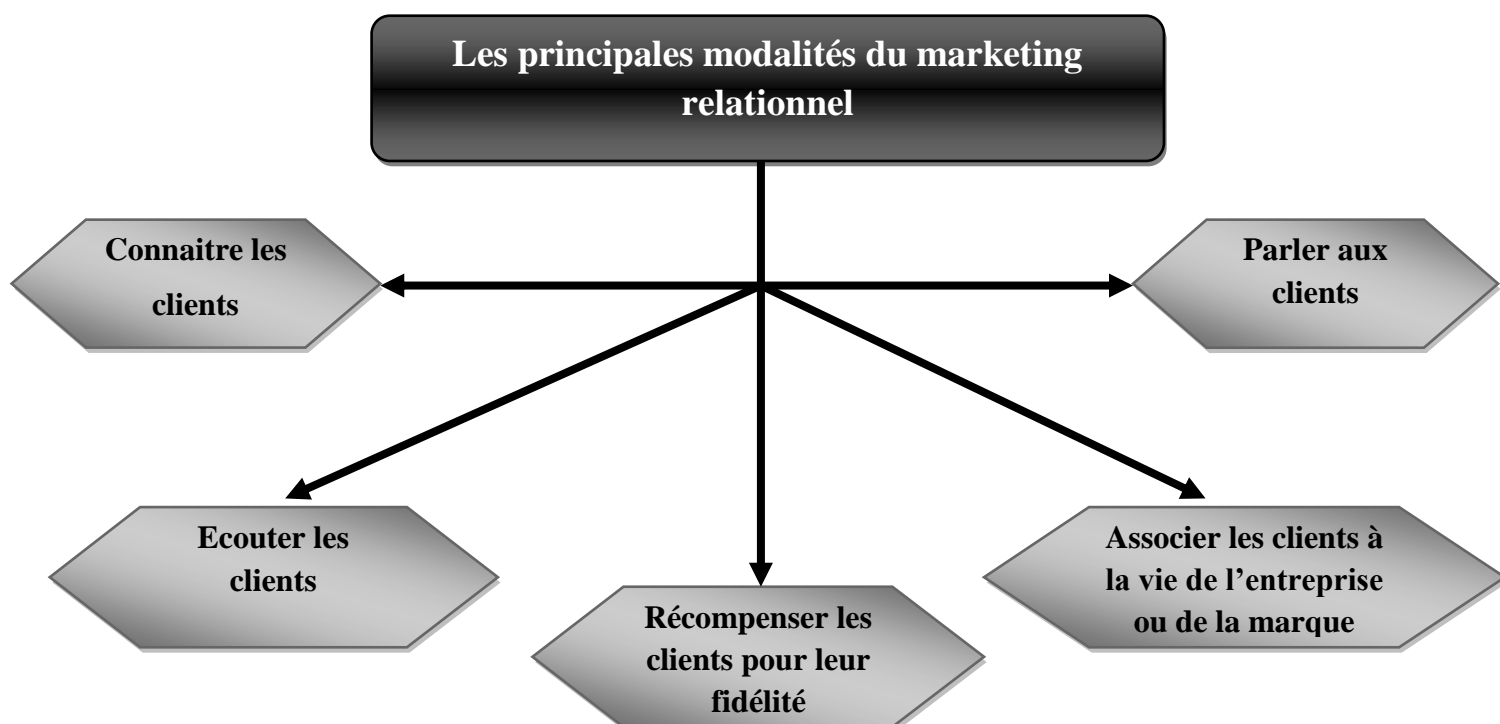 Les principales modalités du marketing
relationnel
Connaitre les
clients
Parler aux
clients
Ecouter les
clients
Récompenser les
clients pour leur
fidélité
Associer les clients à
la vie de l’entreprise
ou de la marque